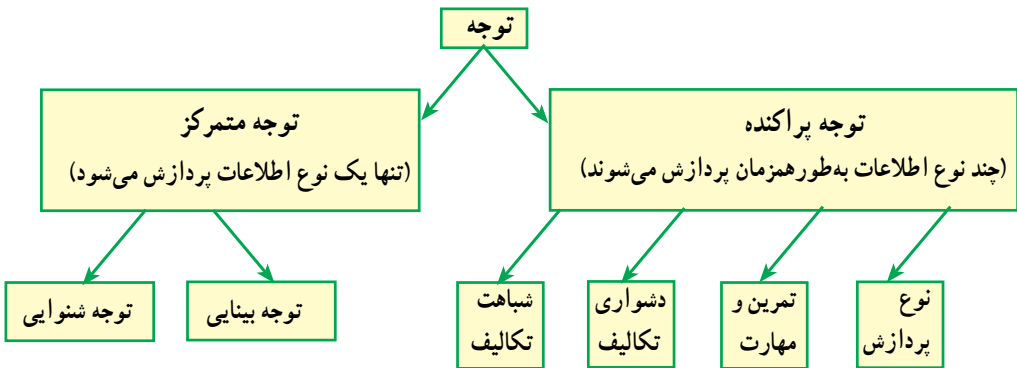 توجه
توجه پراکنده
(چند نوع اطلاعات به‌طورهمزمان پردازش می‌شوند)
توجه متمرکز
(تنها یک نوع اطلاعات پردازش می‌شود)
نوع
پردازش
تمرین و
مهارت
دشواری
تکالیف
شباهت
تکالیف
توجه بینایی
توجه شنوایی